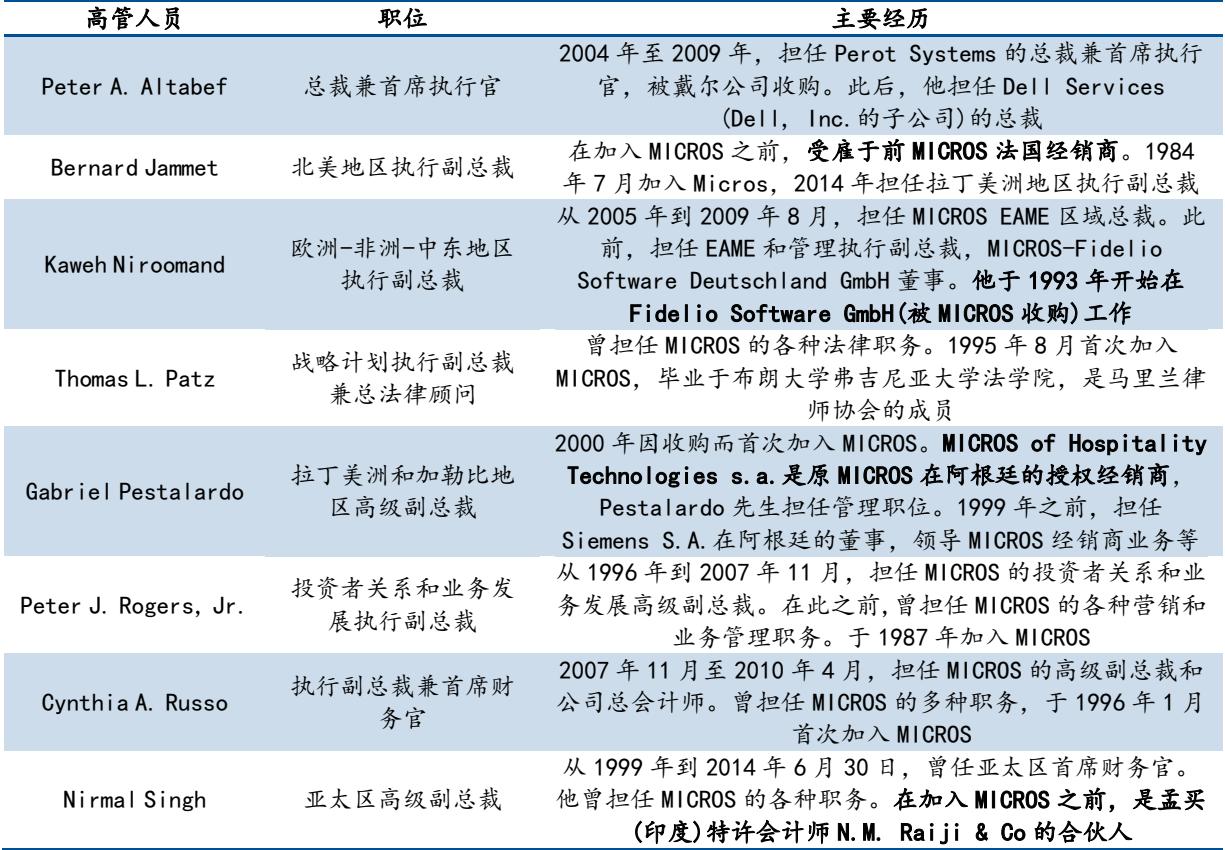 高管人员 职位 主要经历
2004 年至 2009 年，担任 Perot Systems 的总裁兼首席执行
Peter A. Altabef 总裁兼首席执行官 官，被戴尔公司收购。此后，他担任 Dell Services
(Dell, Inc.的子公司)的总裁
Bernard Jammet 北美地区执行副总裁
在加入 MICROS 之前，受雇于前 MICROS 法国经销商。1984
年 7 月加入 Micros，2014 年担任拉丁美洲地区执行副总裁
Kaweh Niroomand
欧洲-非洲-中东地区
执行副总裁
从 2005 年到 2009 年 8 月，担任 MICROS EAME 区域总裁。此
前，担任 EAME 和管理执行副总裁，MICROS-Fidelio
Software Deutschland GmbH 董事。他于 1993 年开始在
Fidelio Software GmbH(被 MICROS 收购)工作
Thomas L. Patz
战略计划执行副总裁
兼总法律顾问
曾担任 MICROS 的各种法律职务。1995 年 8 月首次加入
MICROS，毕业于布朗大学弗吉尼亚大学法学院，是马里兰律
师协会的成员
Gabriel Pestalardo
拉丁美洲和加勒比地
区高级副总裁
2000 年因收购而首次加入 MICROS。MICROS of Hospitality
Technologies s.a.是原 MICROS 在阿根廷的授权经销商，
Pestalardo 先生担任管理职位。1999 年之前，担任
Siemens S.A.在阿根廷的董事，领导 MICROS 经销商业务等
Peter J. Rogers, Jr.
投资者关系和业务发
展执行副总裁
从 1996 年到 2007 年 11 月，担任 MICROS 的投资者关系和业
务发展高级副总裁。在此之前,曾担任 MICROS 的各种营销和
业务管理职务。于 1987 年加入 MICROS
Cynthia A. Russo
执行副总裁兼首席财
务官
2007 年 11 月至 2010 年 4 月，担任 MICROS 的高级副总裁和
公司总会计师。曾担任 MICROS 的多种职务，于 1996 年 1 月
首次加入 MICROS
Nirmal Singh 亚太区高级副总裁
从 1999 年到 2014 年 6 月 30 日，曾任亚太区首席财务官。
他曾担任 MICROS 的各种职务。在加入 MICROS 之前，是孟买
(印度)特许会计师 N.M. Raiji & Co 的合伙人